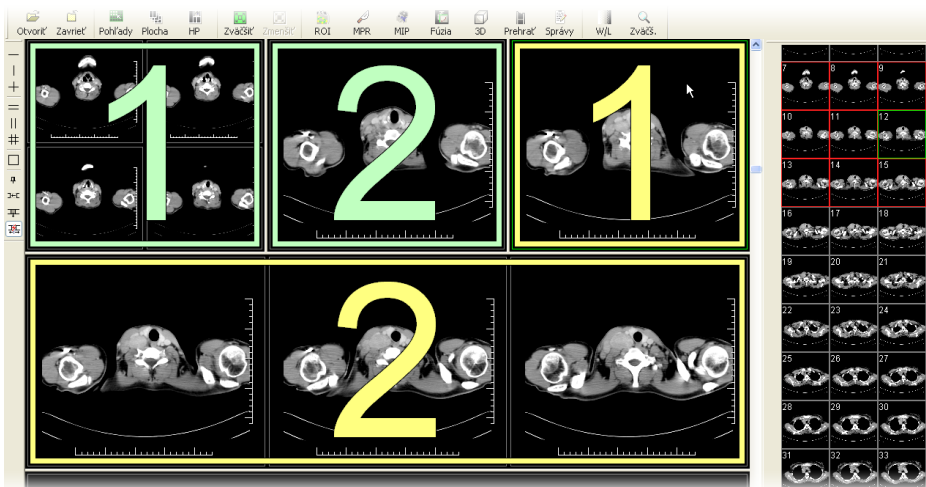 Otvoriť Zavrieť Pohľady Plocha HP Zväčšiť Zmenšiť ROI MPR MIP Fúzia 3D Prehrať Správy W/L Zväčš.
1 2 1
2
7 8 9
10 11 12
13 14 15
16 17 18
19 20 21
22 23 24
25 26 27
28 29 30
31 32 33